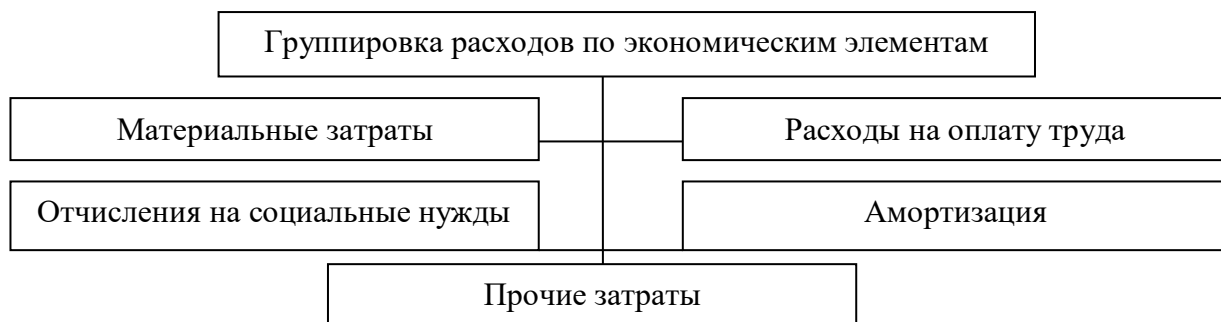 Группировка расходов по экономическим элементам
Материальные затраты
Расходы на оплату труда
Отчисления на социальные нужды
Амортизация
Прочие затраты